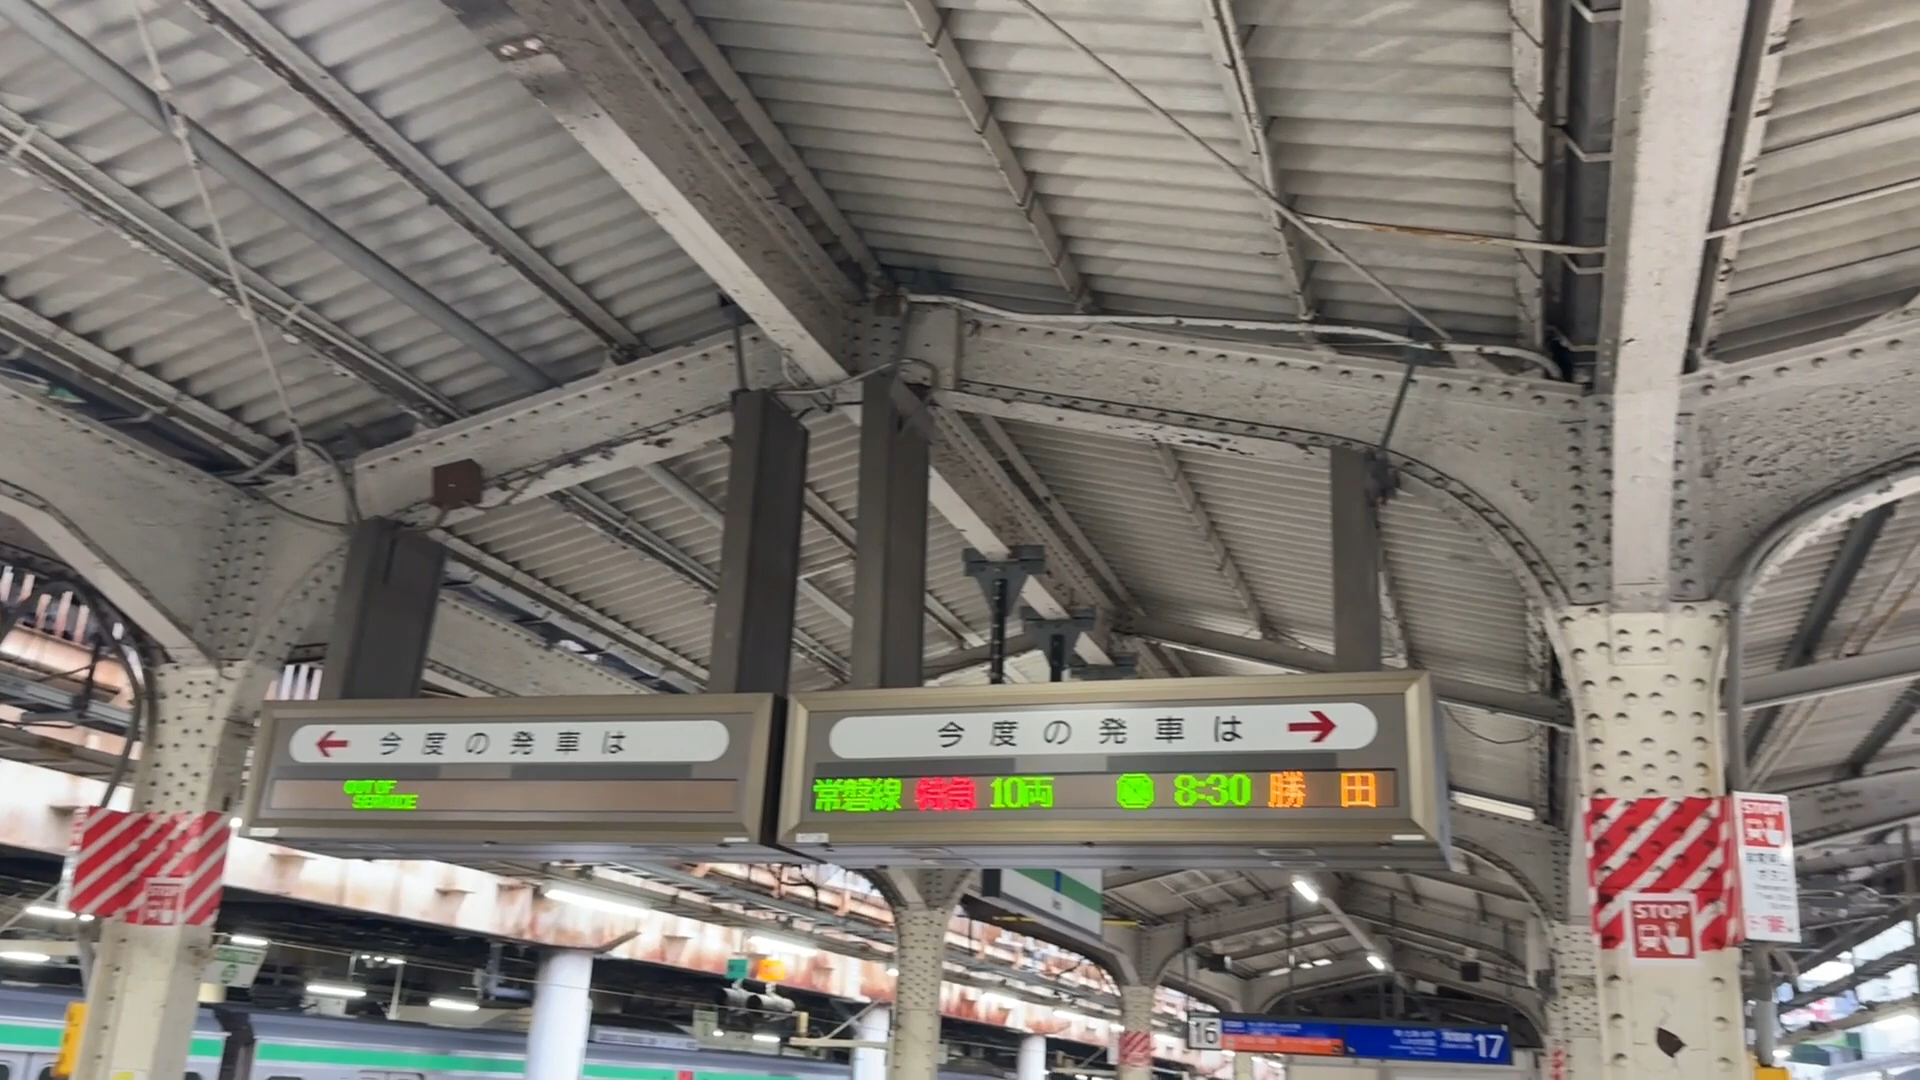 ← 今度の発車は
OUT OF
SERVICE
今度の発車は →
常磐線 特急 10両 8:30 勝田
STOP
STOP
STOP
16
17